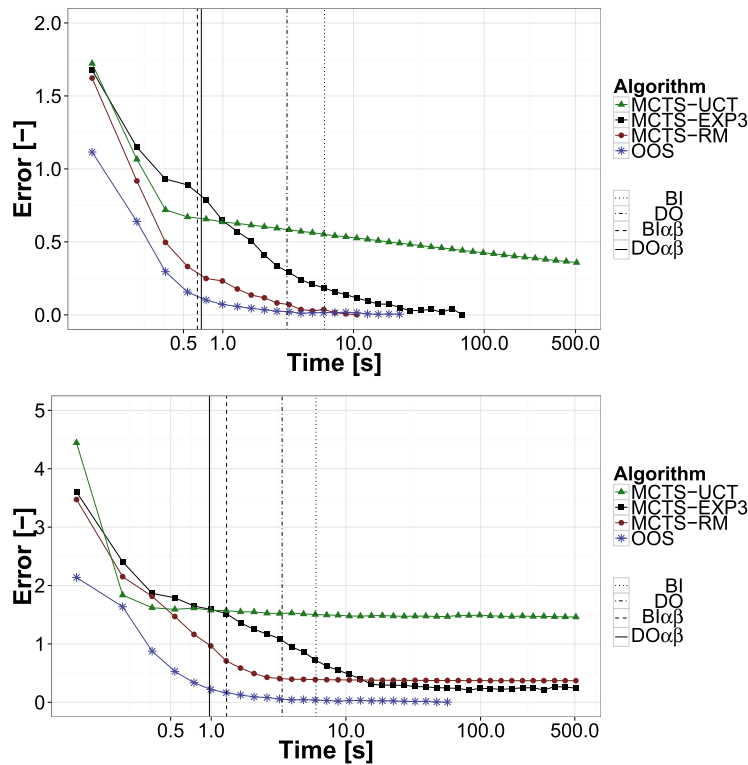 2.0
1.5
1.0
0.5
0.0
Error [−]
0.5 1.0 10.0 100.0 500.0
Time [s]
Algorithm
MCTS−UCT
MCTS−EXP3
MCTS−RM
OOS
BI
DO
BIαβ
DOαβ
5
4
3
2
1
0
Error [−]
0.5 1.0 10.0 100.0 500.0
Time [s]
Algorithm
MCTS−UCT
MCTS−EXP3
MCTS−RM
OOS
BI
DO
BIαβ
DOαβ